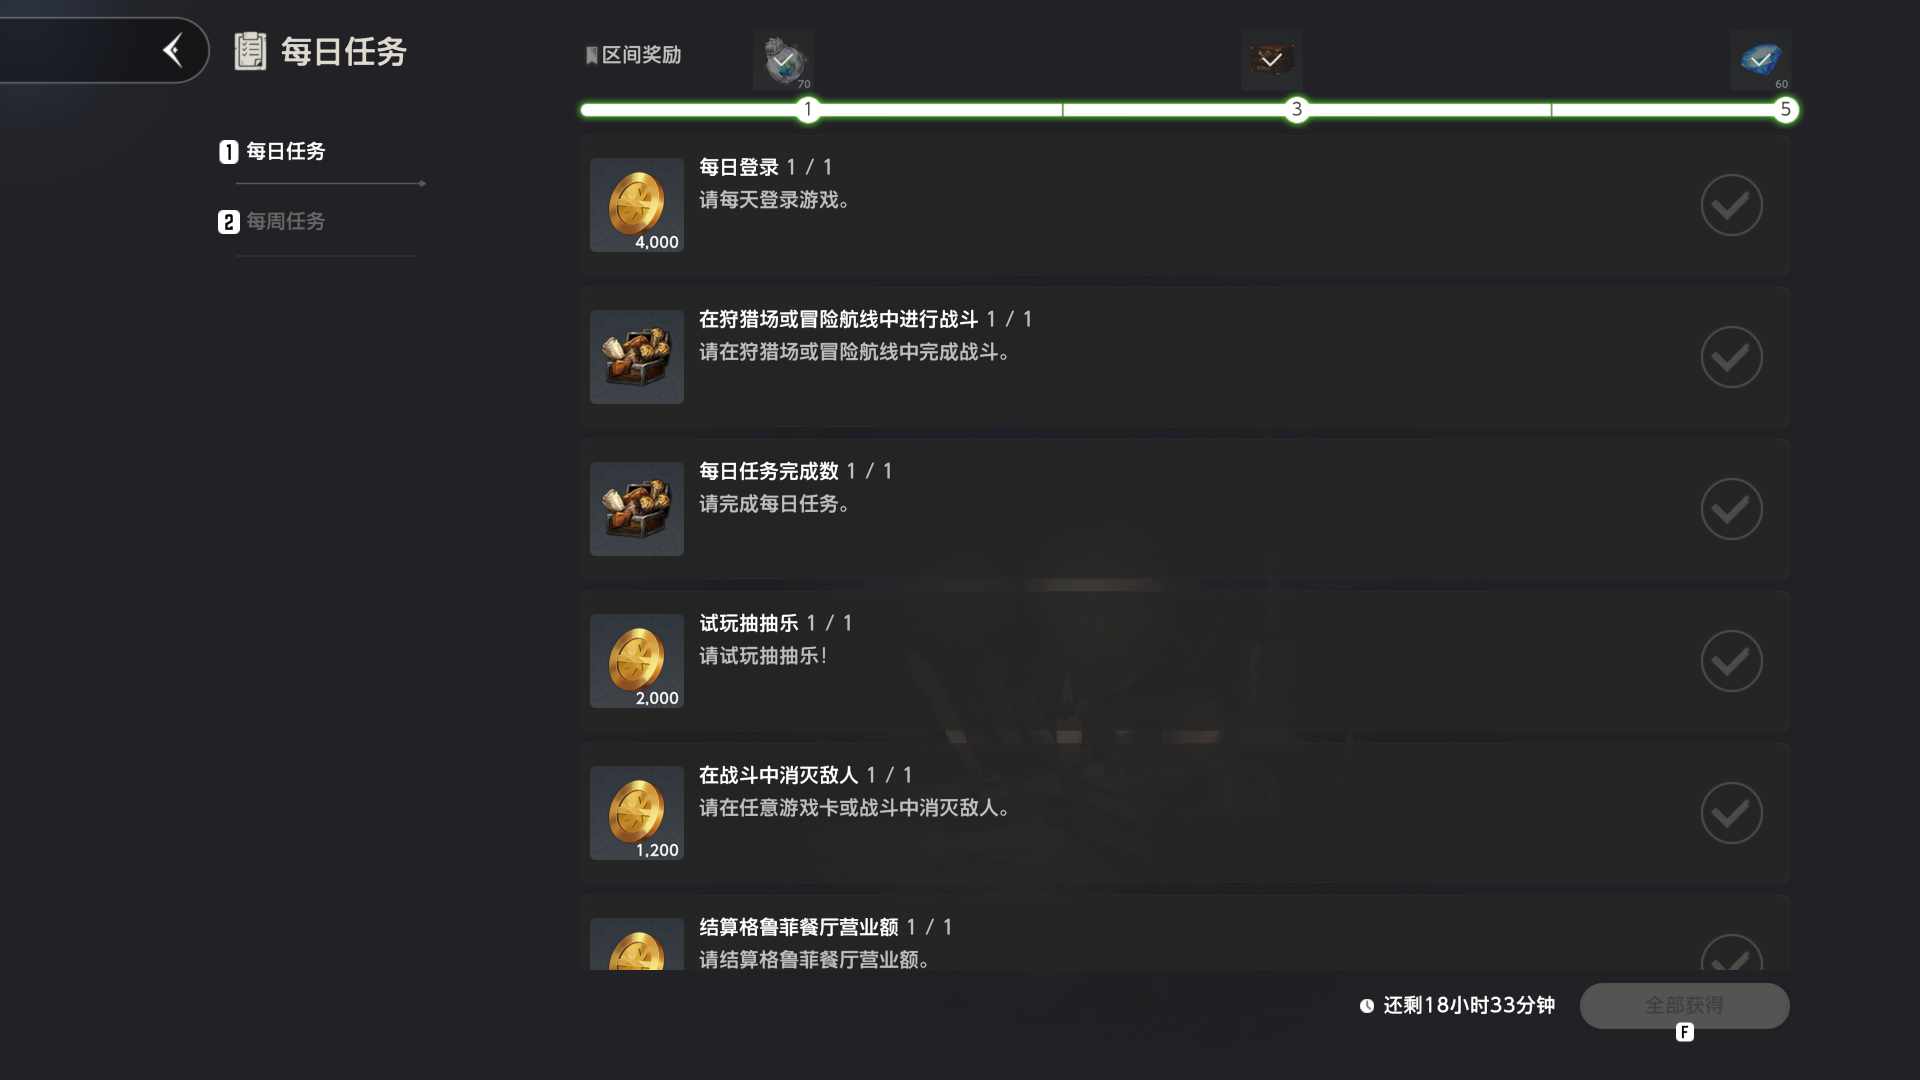 每日任务
区间奖励
70
60
1
3
5
1 每日任务
2 每周任务
每日登录 1 / 1
请每天登录游戏。
4,000
在狩猎场或冒险航线中进行战斗 1 / 1
请在狩猎场或冒险航线中完成战斗。
每日任务完成数 1 / 1
请完成每日任务。
试玩抽抽乐 1 / 1
请试玩抽抽乐！
2,000
在战斗中消灭敌人 1 / 1
请在任意游戏卡或战斗中消灭敌人。
1,200
结算格鲁菲餐厅营业额 1 / 1
请结算格鲁菲餐厅营业额。
还剩18小时33分钟
全部获得
F